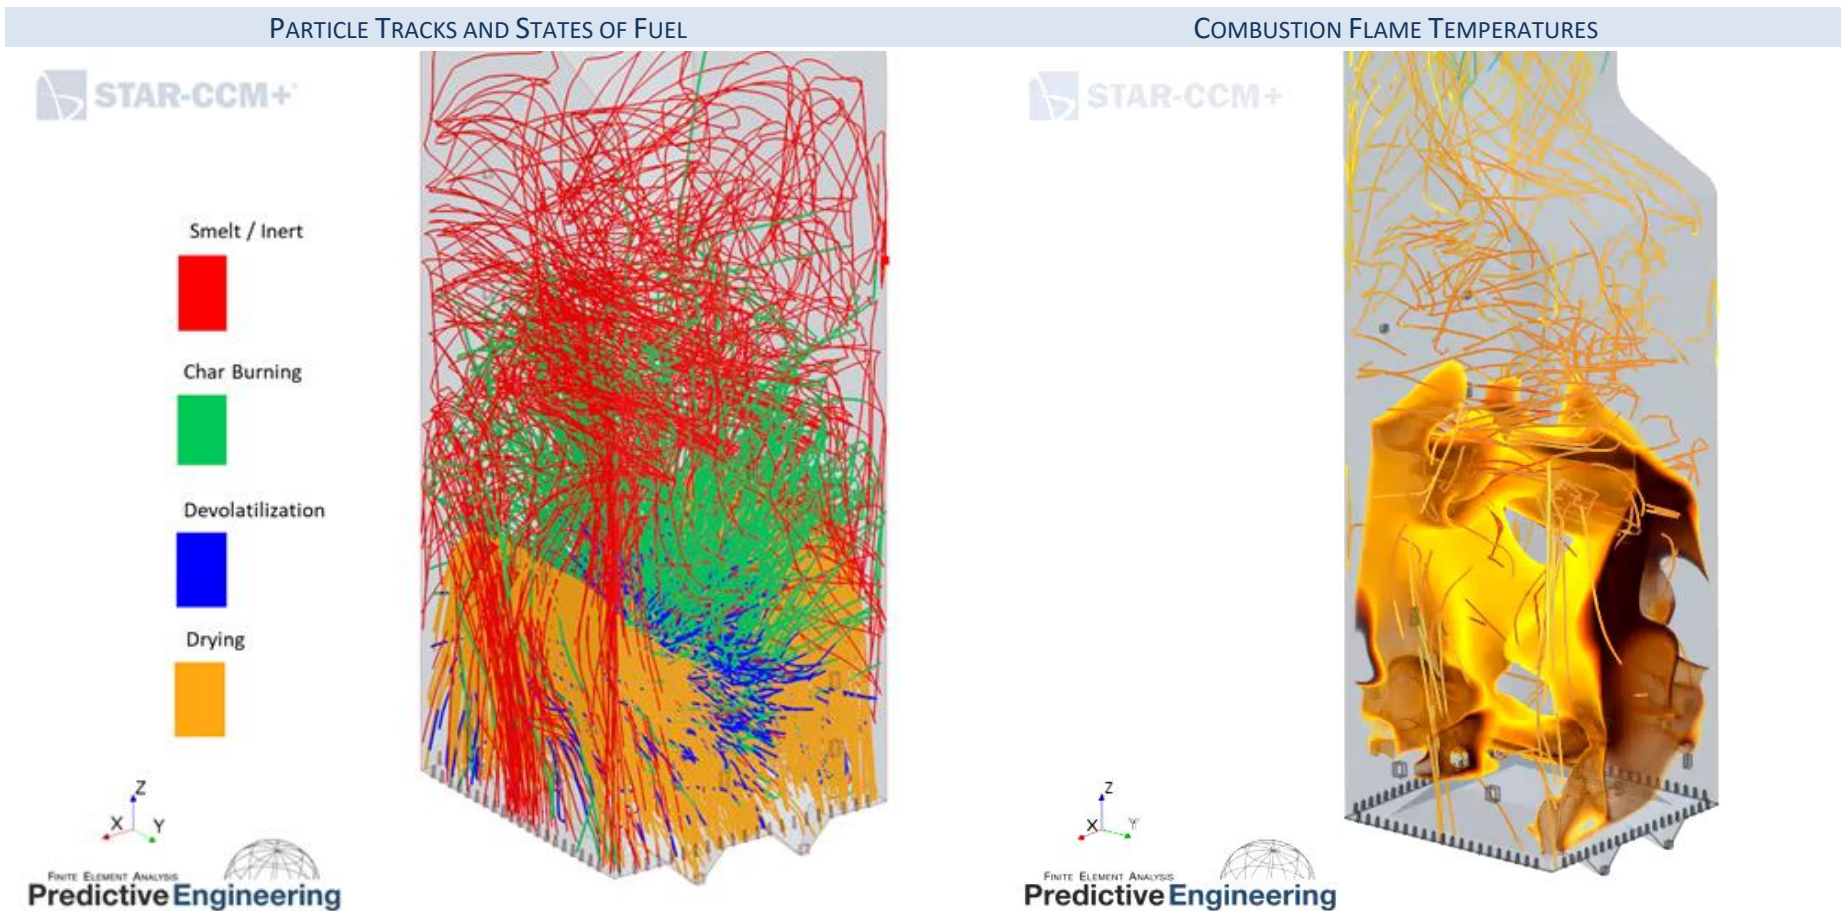 PARTICLE TRACKS AND STATES OF FUEL
COMBUSTION FLAME TEMPERATURES
STAR-CCM+
STAR-CCM+
Smelt / Inert
Char Burning
Devolatilization
Drying
Z
X
Y
Z
X
Y
FINITE ELEMENT ANALYSIS
Predictive Engineering
FINITE ELEMENT ANALYSIS
Predictive Engineering